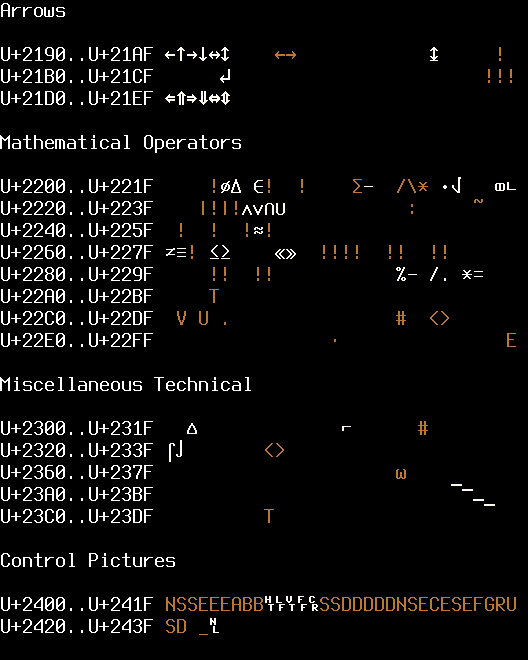 Arrows
U+2190..U+21AF ←↑→↓↔↕ ←→ ↨ !
U+21B0..U+21CF ↲ !!!
U+21D0..U+21EF ⇐⇑⇒⇓⇔⇕
Mathematical Operators
U+2200..U+221F !∅∆ ∈! ! Σ− /\* ∙√ ∞∟
U+2220..U+223F |!|!∧∨∩∪ : ~
U+2240..U+225F ! ! !≈!
U+2260..U+227F ≠≡! ≤≥ «» !!!! !! !!
U+2280..U+229F !! !! %- /. *=
U+22A0..U+22BF T
U+22C0..U+22DF V U . # <>
U+22E0..U+22FF · E
Miscellaneous Technical
U+2300..U+231F ⌂ ⌐ #
U+2320..U+233F ⌠⌡ <>
U+2360..U+237F ω
U+23A0..U+23BF ⎺⎻
U+23C0..U+23DF ⎼⎽ T
Control Pictures
U+2400..U+241F NSSEEEABB␉␊␋␌␍SSDDDDDNSECESEFGRU
U+2420..U+243F SD _␤